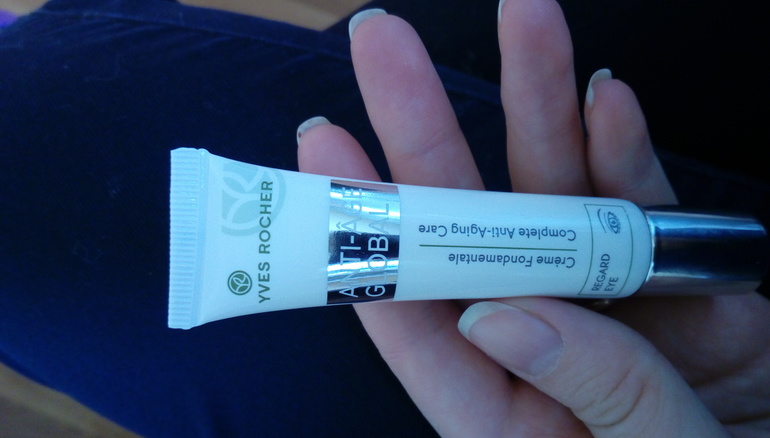 YVES ROCHER
ANTI-ÂGE
GLOBAL
Crème Fondamentale
Complete Anti-Aging Care
REGARD
EYE